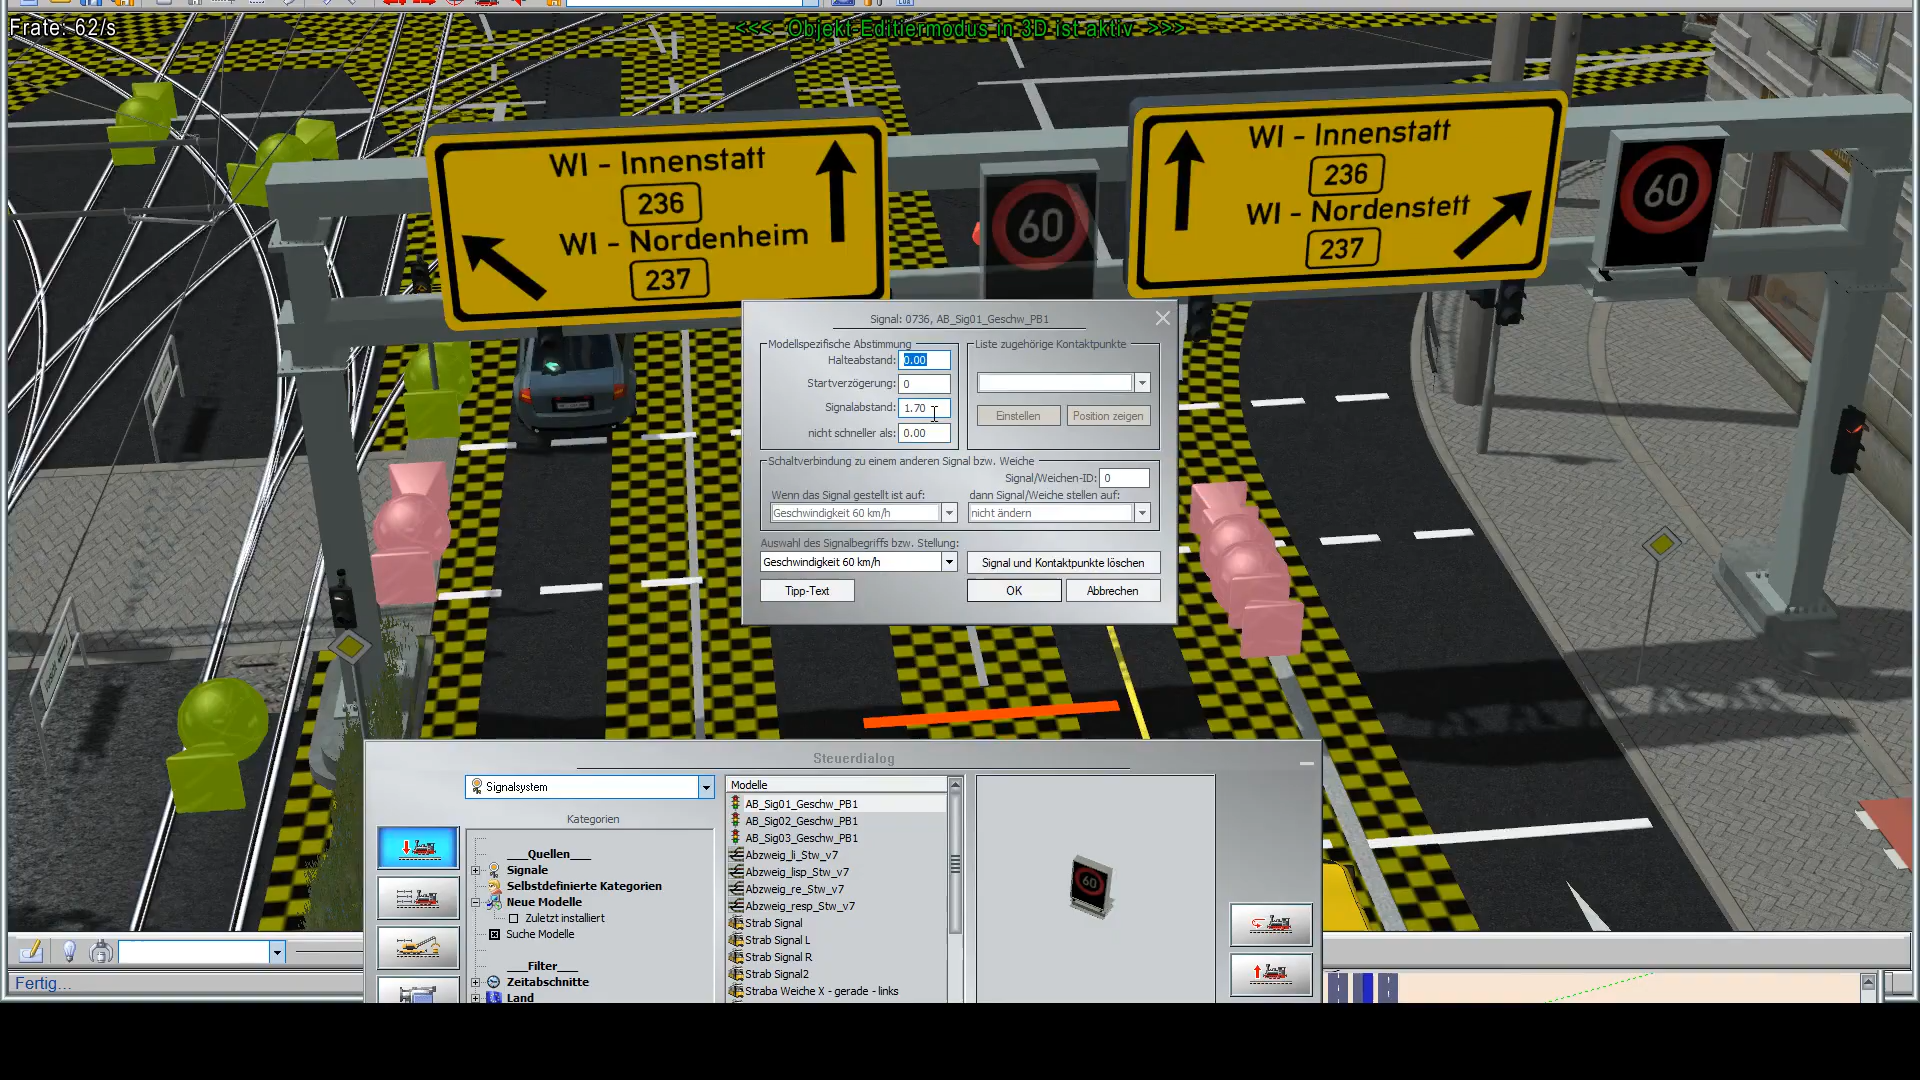 Frate: 62/s
<<< Objekt-Editiermodus in 3D ist aktiv >>>
WI - Innenstatt
236
WI - Nordenheim
237
60
WI - Innenstatt
236
WI - Nordenstett
237
60
Signal: 0736, AB_Sig01_Geschw_PB1
Modellspezifische Abstimmung
Halteabstand: 0.00
Startverzögerung: 0
Signalabstand: 1.70
nicht schneller als: 0.00
Liste zugehörige Kontaktpunkte
Einstellen
Position zeigen
Schaltverbindung zu einem anderen Signal bzw. Weiche
Signal/Weichen-ID: 0
Wenn das Signal gestellt ist auf:
dann Signal/Weiche stellen auf:
Geschwindigkeit 60 km/h
nicht ändern
Auswahl des Signalbegriffs bzw. Stellung:
Geschwindigkeit 60 km/h
Signal und Kontaktpunkte löschen
Tipp-Text
OK
Abbrechen
Steuerdialog
Signalsystem
Kategorien
___Quellen___
Signale
Selbstdefinierte Kategorien
Neue Modelle
Zuletzt installiert
Suche Modelle
___Filter___
Zeitabschnitte
Land
Modelle
AB_Sig01_Geschw_PB1
AB_Sig02_Geschw_PB1
AB_Sig03_Geschw_PB1
Abzweig_li_Stw_v7
Abzweig_lisp_Stw_v7
Abzweig_re_Stw_v7
Abzweig_resp_Stw_v7
Strab Signal
Strab Signal L
Strab Signal R
Strab Signal2
Straba Weiche X - gerade - links
60
Fertig...